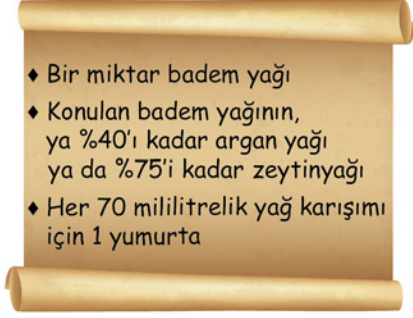 ♦ Bir miktar badem yağı
♦ Konulan badem yağının,
ya %40'ı kadar argan yağı
ya da %75'i kadar zeytinyağı
♦ Her 70 mililitrelik yağ karışımı
için 1 yumurta